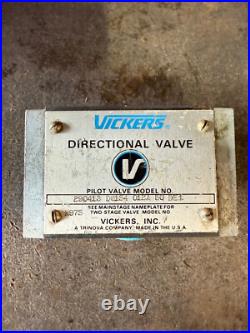 VICKERS®
DIRECTIONAL VALVE
V
PILOT VALVE MODEL NO
SEE MAINSTAGE NAMEPLATE FOR
TWO STAGE VALVE MODEL NO
VICKERS, INC.
A TRINOVA COMPANY, MADE IN THE U.S.A.